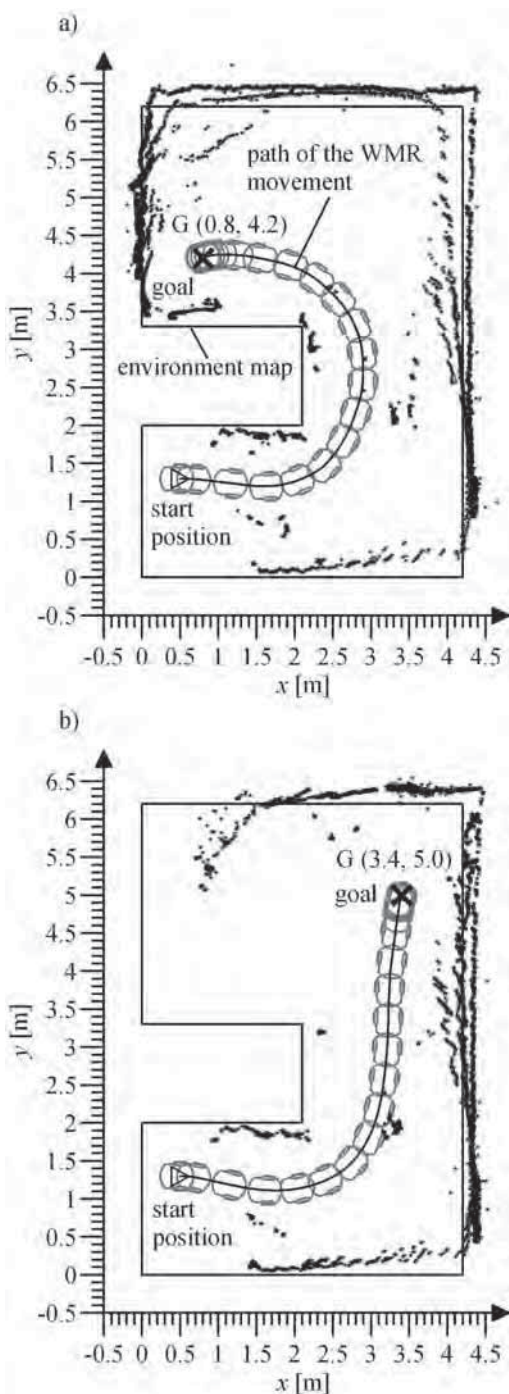 a)
6.5
6
5.5
5
4.5
4
3.5
3
2.5
2
1.5
1
0.5
0
-0.5
y [m]
path of the WMR
movement
G (0.8, 4.2)
goal
environment map
start
position
-0.5 0 0.5 1 1.5 2 2.5 3 3.5 4 4.5
x [m]
b)
6.5
6
5.5
5
4.5
4
3.5
3
2.5
2
1.5
1
0.5
0
-0.5
y [m]
G (3.4, 5.0)
goal
start
position
-0.5 0 0.5 1 1.5 2 2.5 3 3.5 4 4.5
x [m]